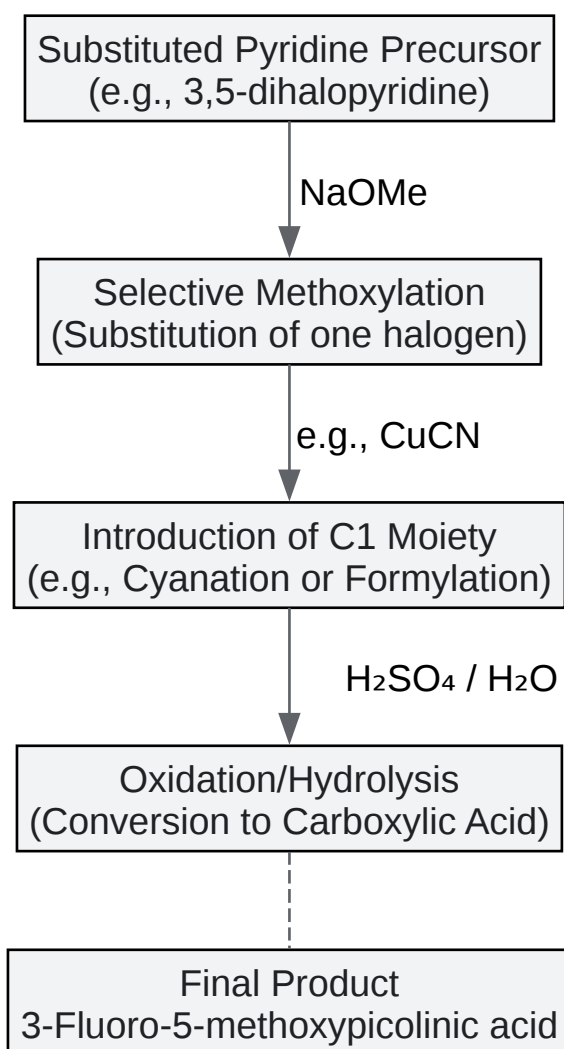 Substituted Pyridine Precursor
(e.g., 3,5-dihalopyridine)
NaOMe
Selective Methoxylation
(Substitution of one halogen)
e.g., CuCN
Introduction of C1 Moiety
(e.g., Cyanation or Formylation)
H₂SO₄ / H₂O
Oxidation/Hydrolysis
(Conversion to Carboxylic Acid)
Final Product
3-Fluoro-5-methoxypicolinic acid